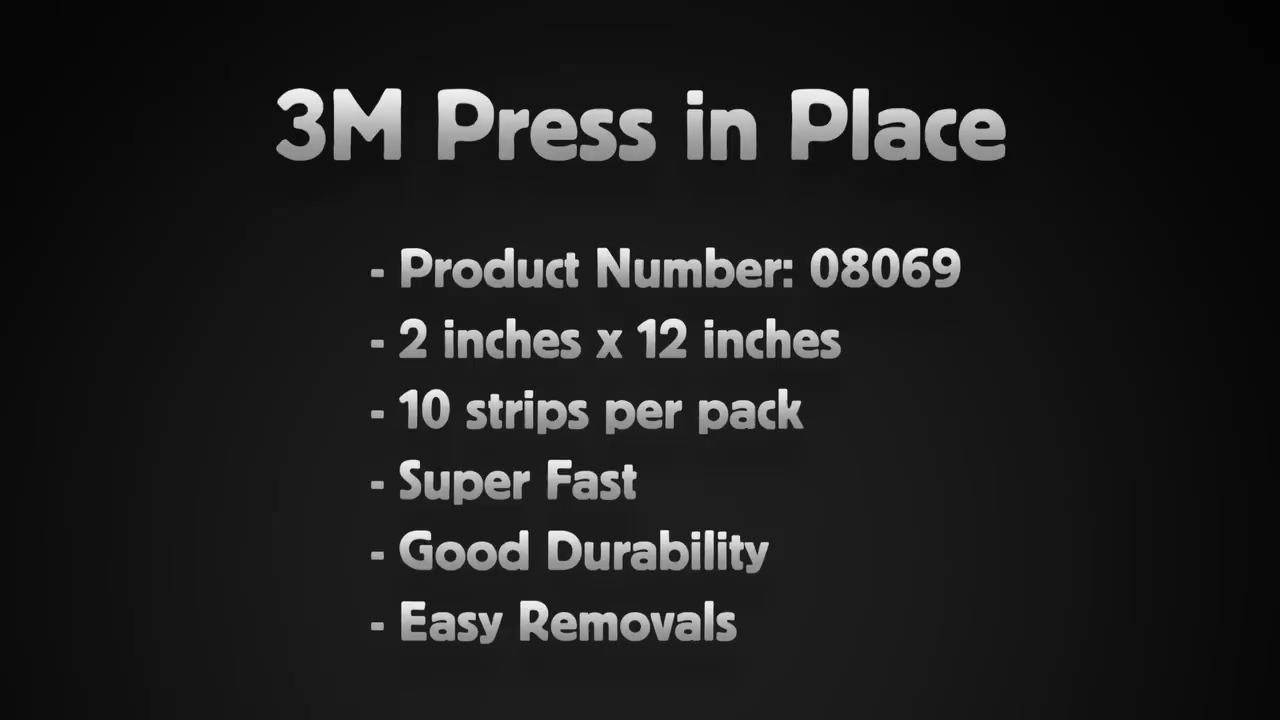 3M Press in Place
- Product Number: 08069
- 2 inches x 12 inches
- 10 strips per pack
- Super Fast
- Good Durability
- Easy Removals